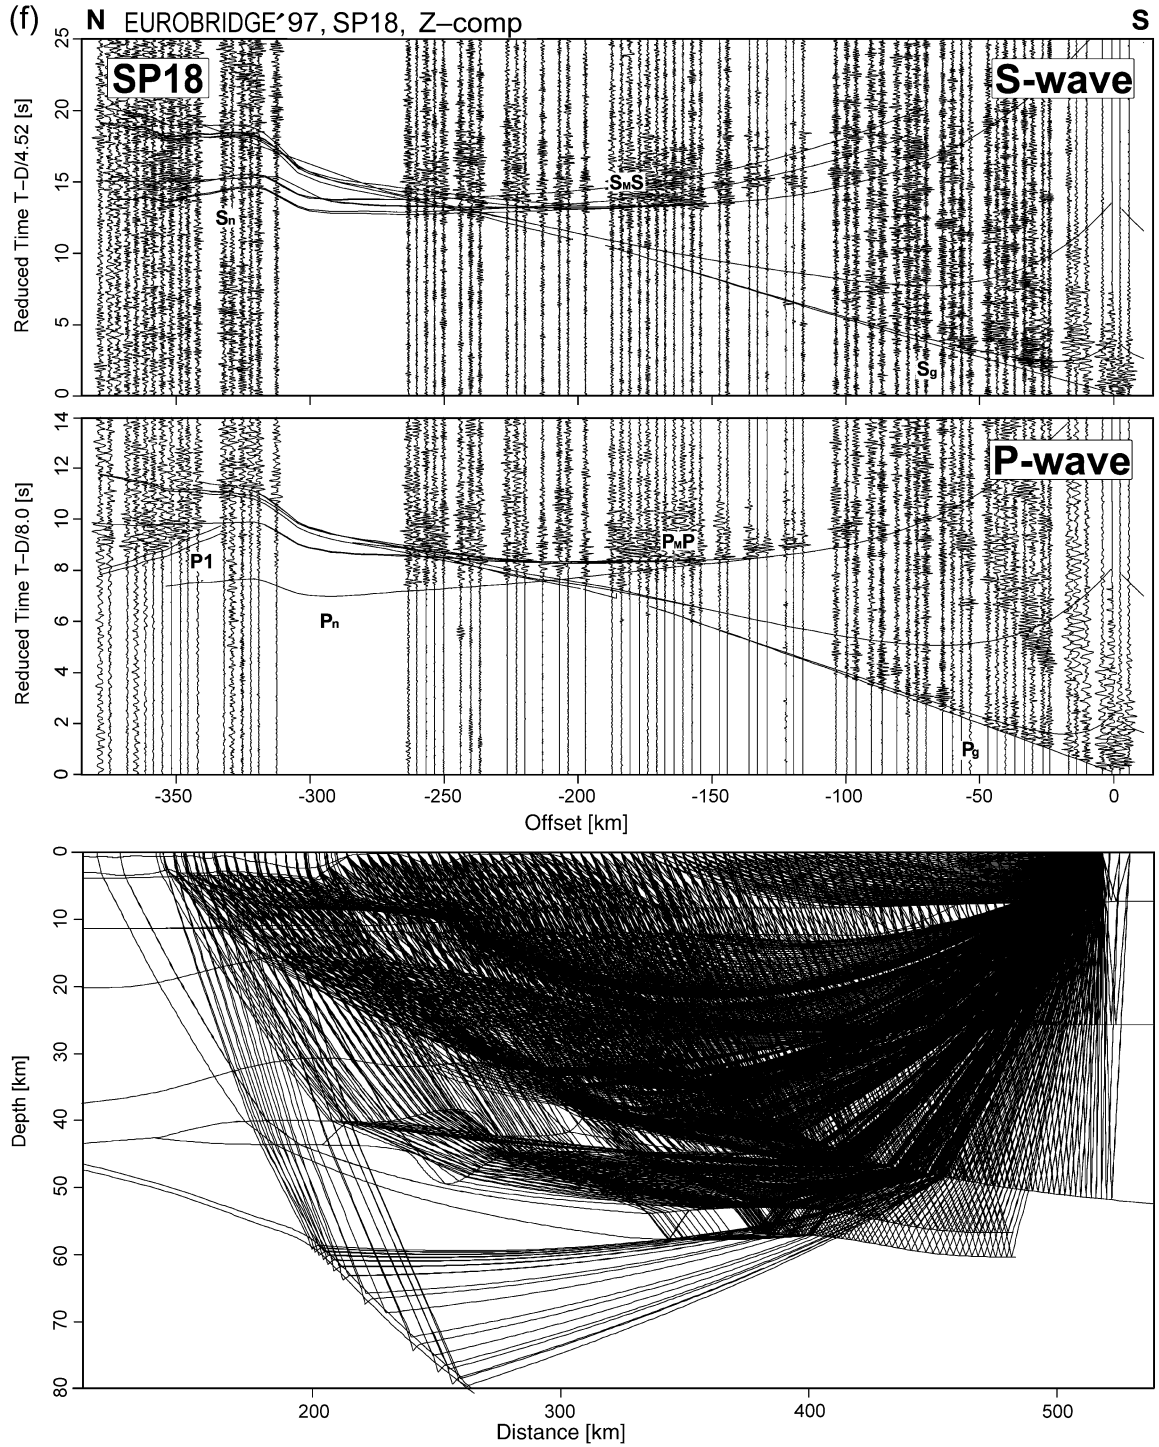 (f) N EUROBRIDGE´97, SP18, Z–comp S
25
20
15
10
5
0
Reduced Time T–D/4.52 [s]
SP18
S-wave
SMS
Sn
Sg
14
12
10
8
6
4
2
0
Reduced Time T–D/8.0 [s]
P-wave
PMP
P1
Pn
Pg
-350 -300 -250 -200 -150 -100 -50 0
Offset [km]
0
10
20
30
40
50
60
70
80
Depth [km]
200 300 400 500
Distance [km]